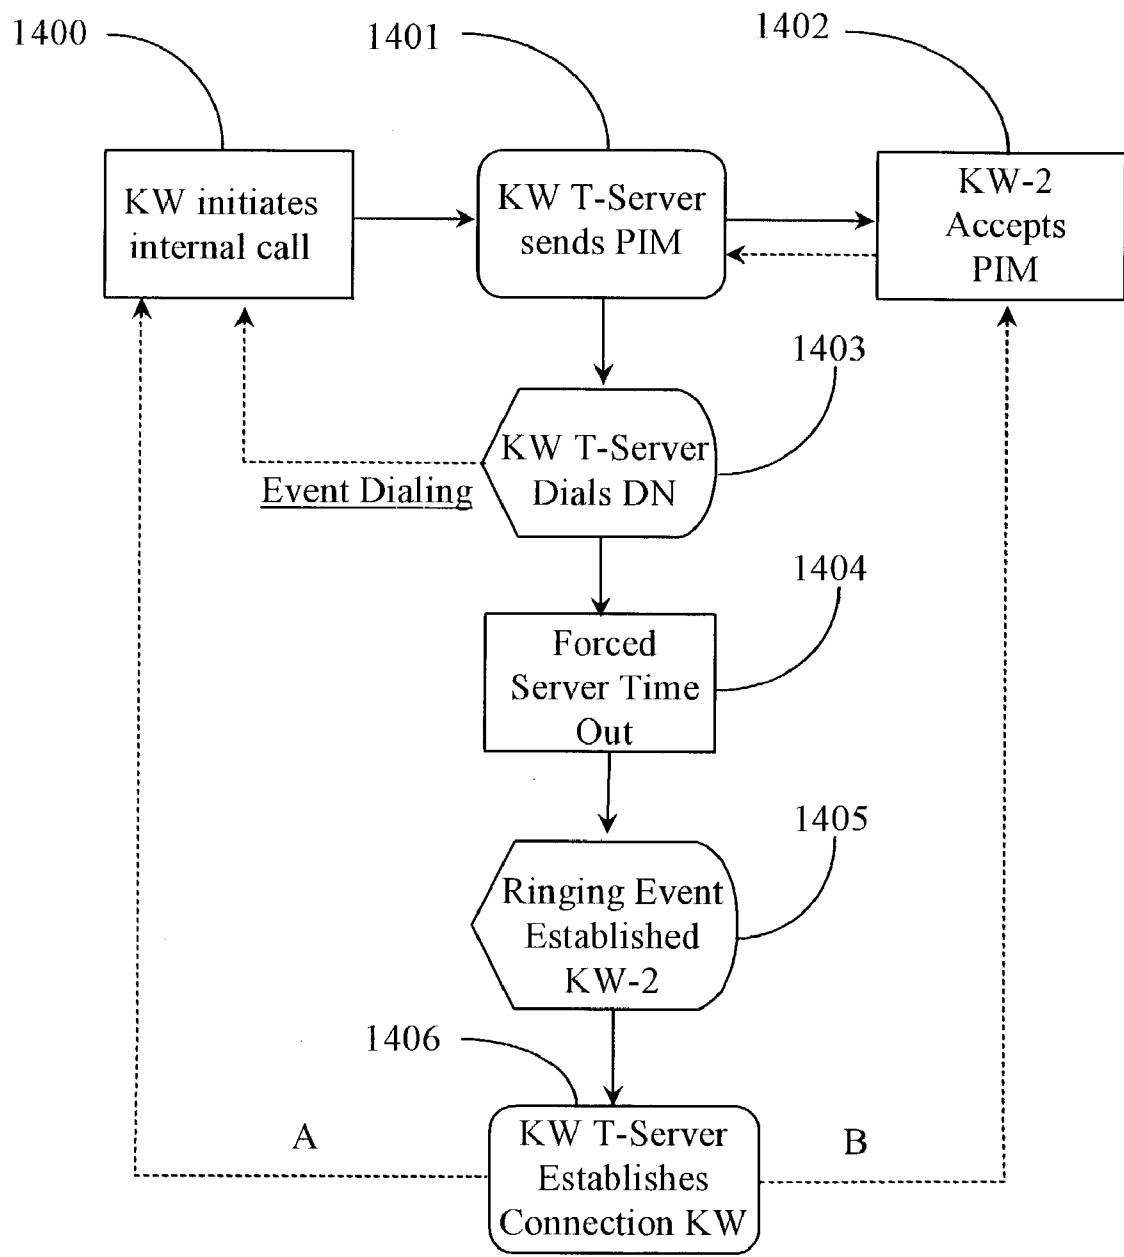 1400
1401
1402
KW initiates
internal call
KW T-Server
sends PIM
KW-2
Accepts
PIM
1403
KW T-Server
Dials DN
Event Dialing
1404
Forced
Server Time
Out
1405
Ringing Event
Established
KW-2
1406
A
B
KW T-Server
Establishes
Connection KW